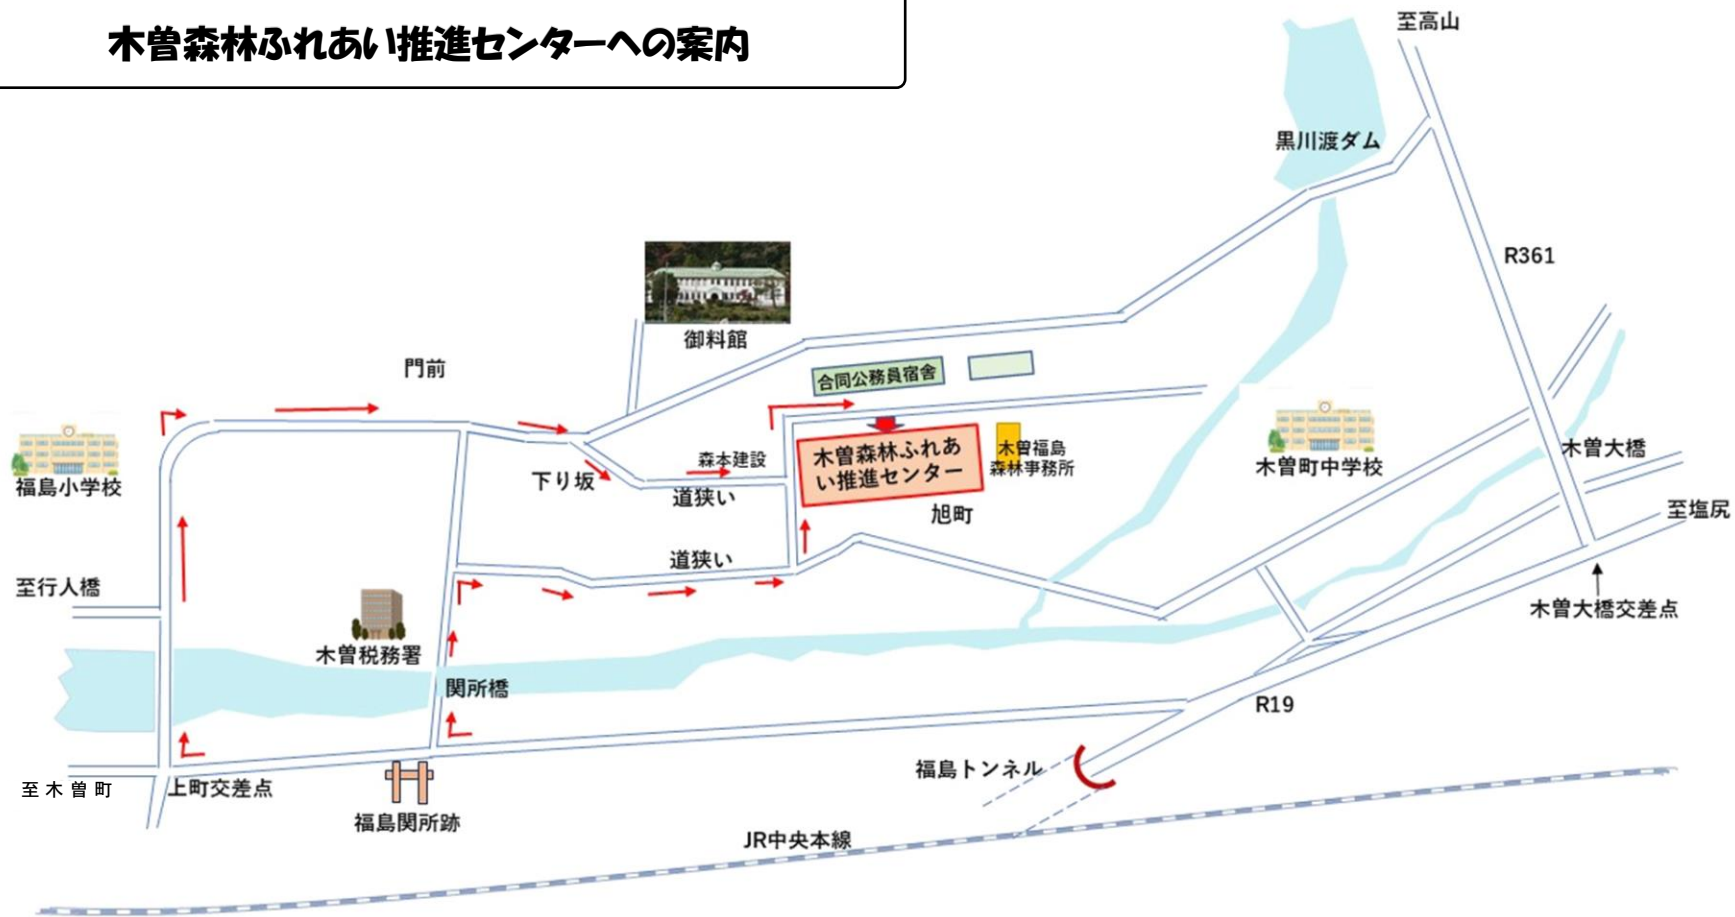 木曽森林ふれあい推進センターへの案内
至高山
黒川渡ダム
R361
御料館
門前
合同公務員宿舎
福島小学校
下り坂
森本建設
道狭い
木曽森林ふれあ
い推進センター
木曽福島
森林事務所
旭町
木曽町中学校
木曽大橋
至塩尻
道狭い
至行人橋
木曽大橋交差点
木曽税務署
関所橋
R19
福島トンネル
至木曽町
上町交差点
福島関所跡
JR中央本線